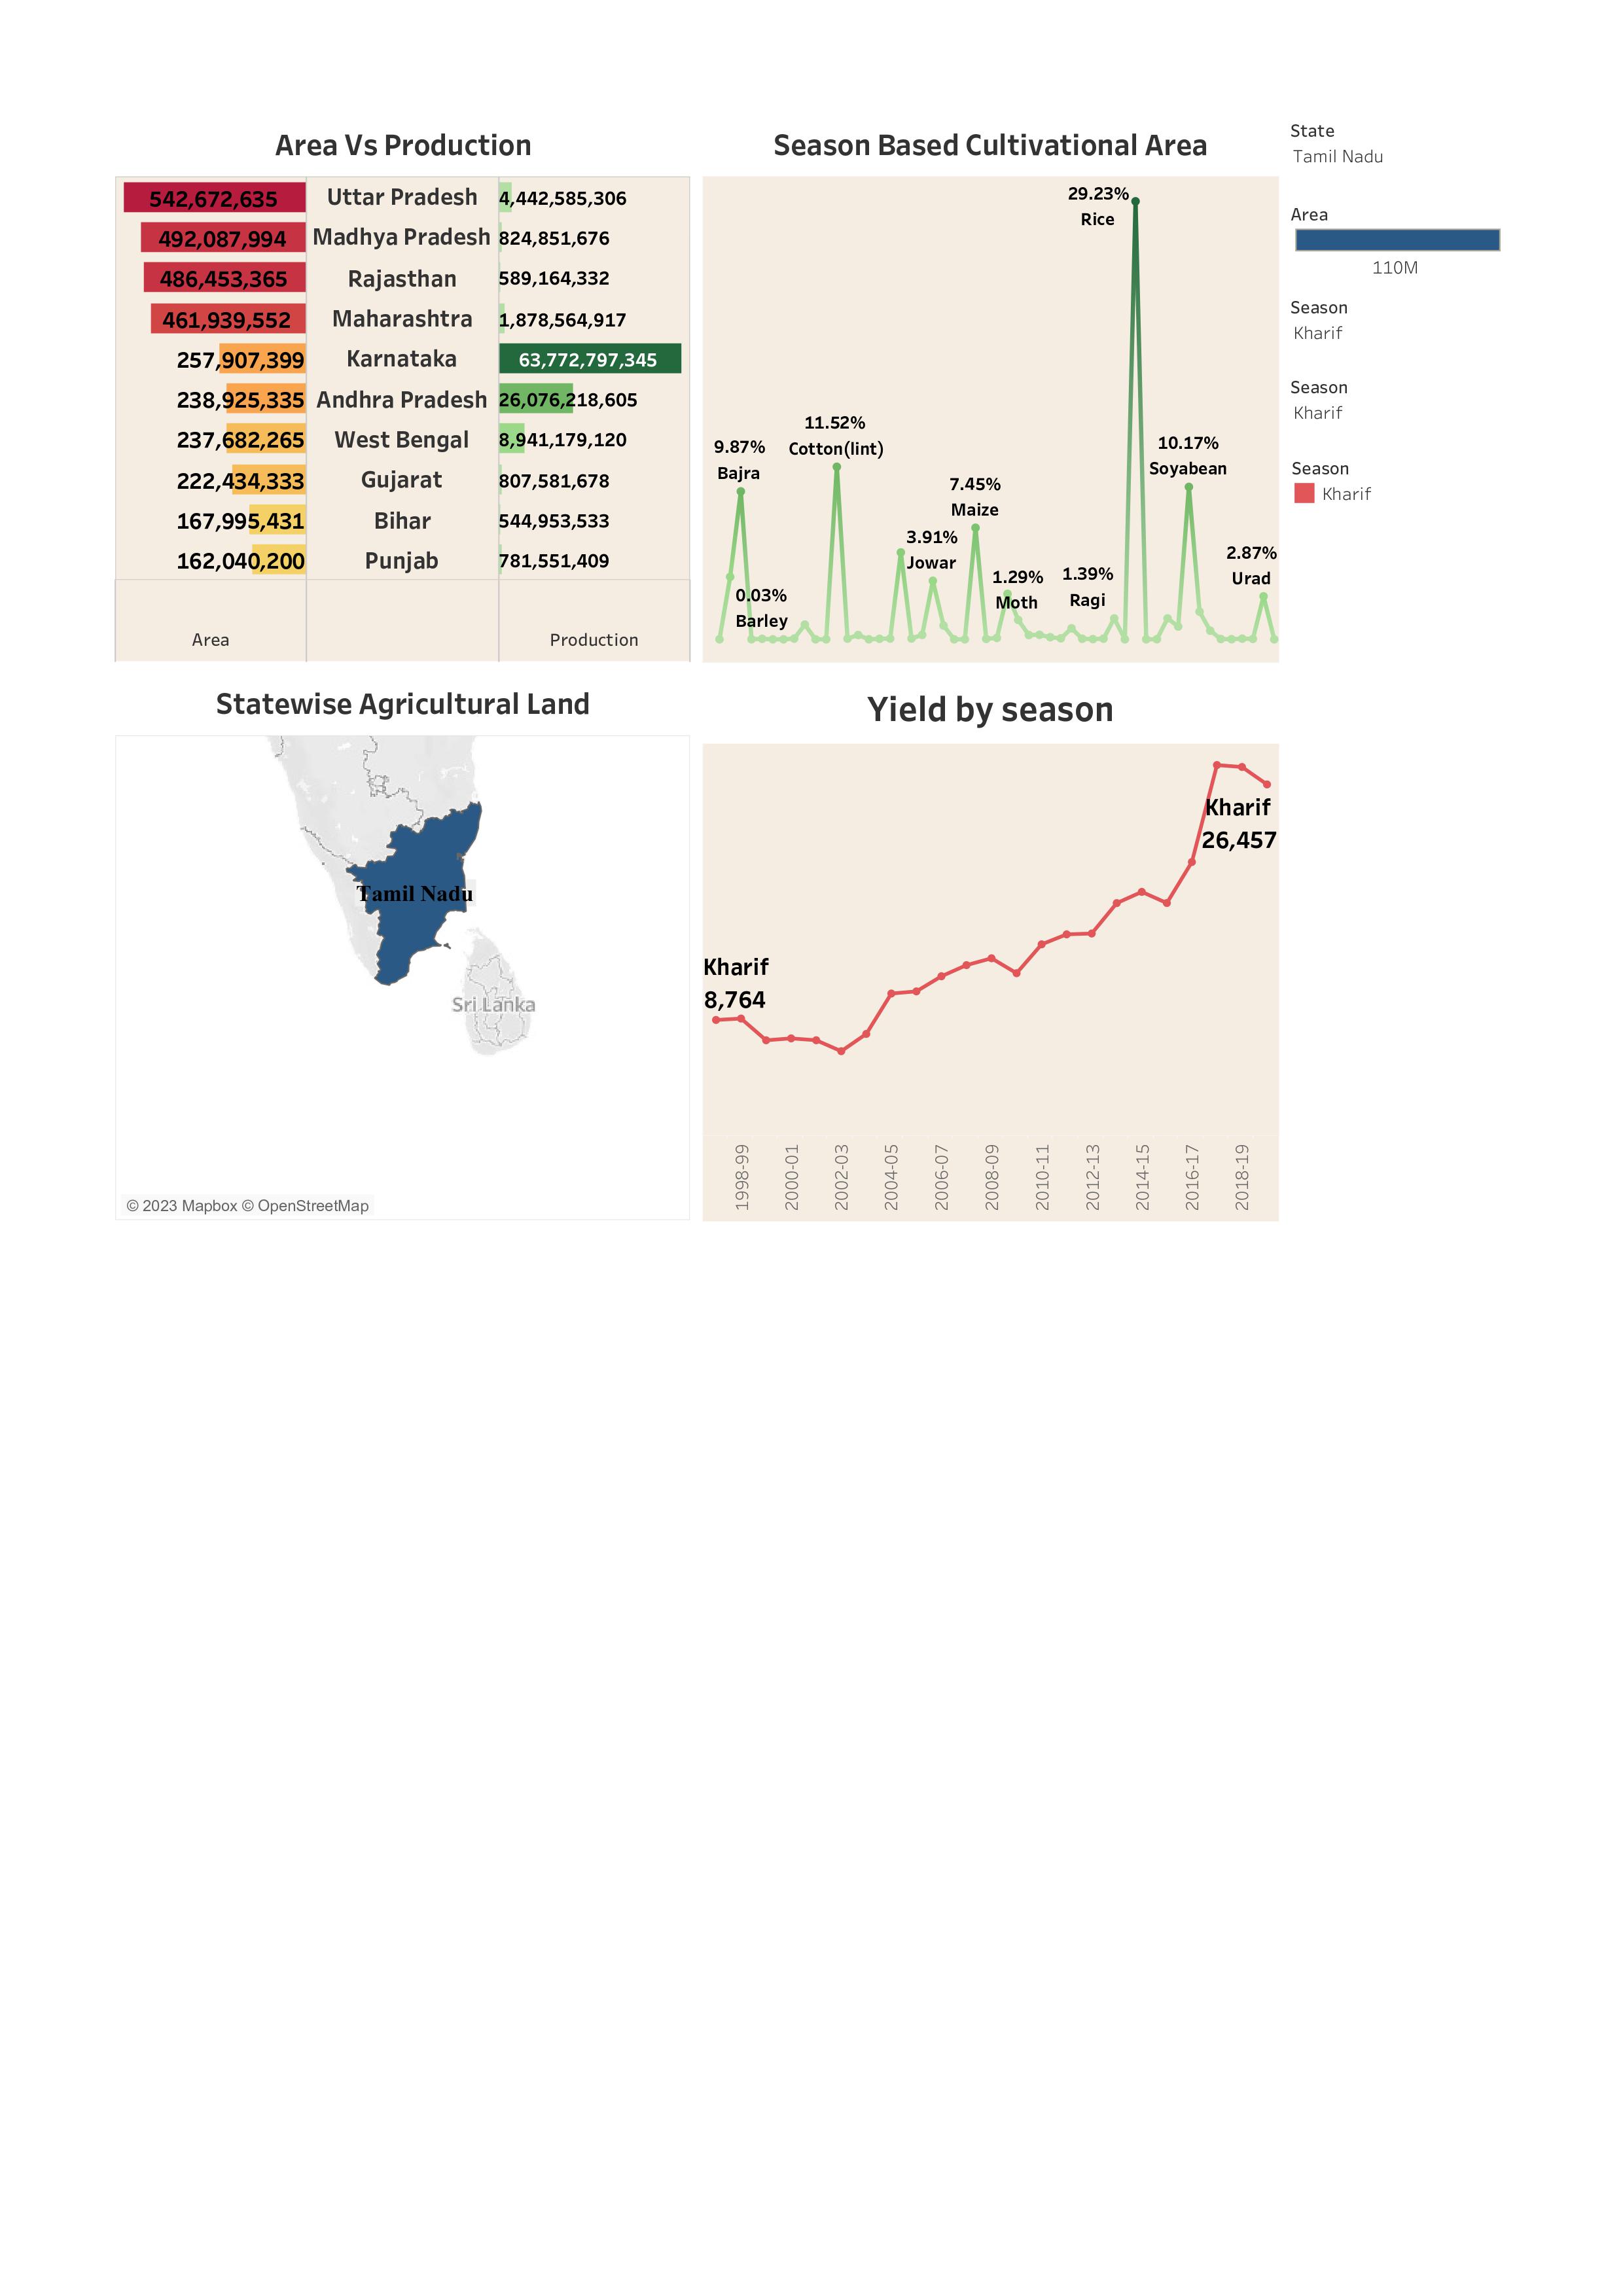 Area Vs Production
542,672,635 Uttar Pradesh 4,442,585,306
492,087,994 Madhya Pradesh 824,851,676
486,453,365 Rajasthan 589,164,332
461,939,552 Maharashtra 1,878,564,917
257,907,399 Karnataka 63,772,797,345
238,925,335 Andhra Pradesh 26,076,218,605
237,682,265 West Bengal 8,941,179,120
222,434,333 Gujarat 807,581,678
167,995,431 Bihar 544,953,533
162,040,200 Punjab 781,551,409
Area Production
Season Based Cultivational Area
29.23%
Rice
11.52%
Cotton(lint)
9.87%
Bajra
10.17%
Soyabean
7.45%
Maize
3.91%
Jowar
2.87%
Urad
1.29%
Moth
1.39%
Ragi
0.03%
Barley
State
Tamil Nadu
Area
110M
Season
Kharif
Season
Kharif
Season
Kharif
Statewise Agricultural Land
Tamil Nadu
Sri Lanka
© 2023 Mapbox © OpenStreetMap
Yield by season
Kharif
26,457
Kharif
8,764
1998-99
2000-01
2002-03
2004-05
2006-07
2008-09
2010-11
2012-13
2014-15
2016-17
2018-19